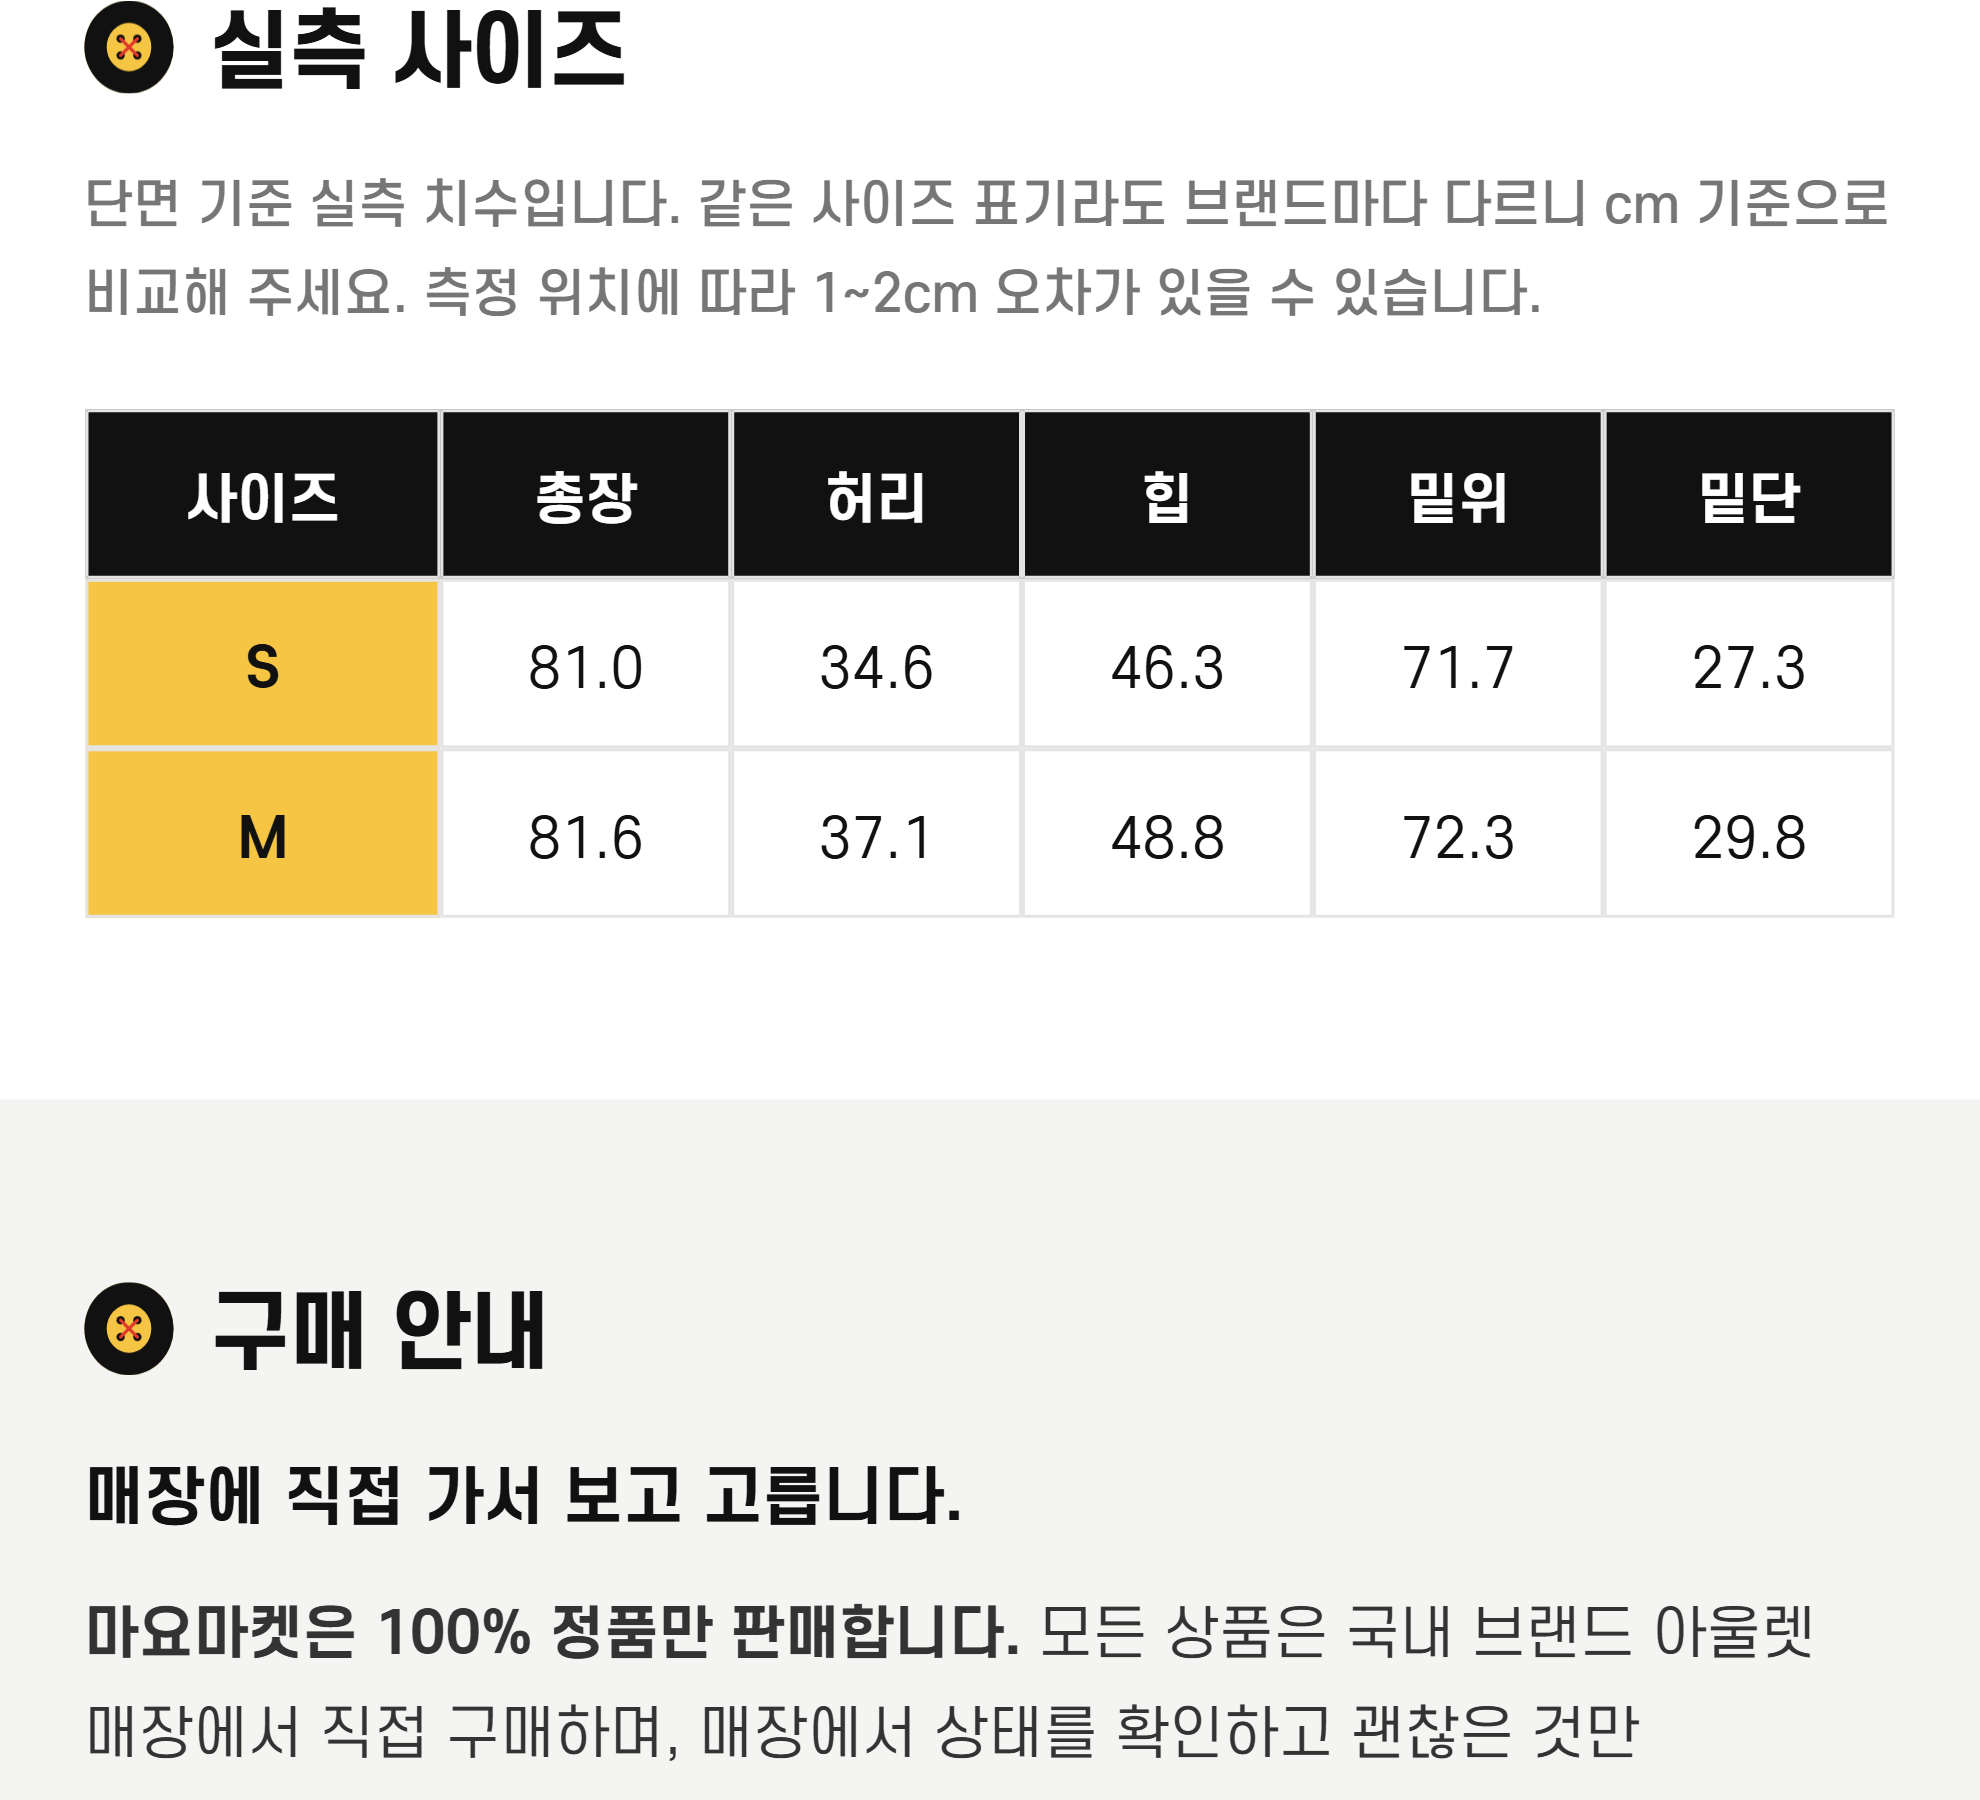 실측 사이즈
단면 기준 실측 치수입니다. 같은 사이즈 표기라도 브랜드마다 다르니 cm 기준으로
비교해 주세요. 측정 위치에 따라 1~2cm 오차가 있을 수 있습니다.
사이즈 총장 허리 힙 밑위 밑단
S 81.0 34.6 46.3 71.7 27.3
M 81.6 37.1 48.8 72.3 29.8
구매 안내
매장에 직접 가서 보고 고릅니다.
마요마켓은 100% 정품만 판매합니다. 모든 상품은 국내 브랜드 아울렛
매장에서 직접 구매하며, 매장에서 상태를 확인하고 괜찮은 것만